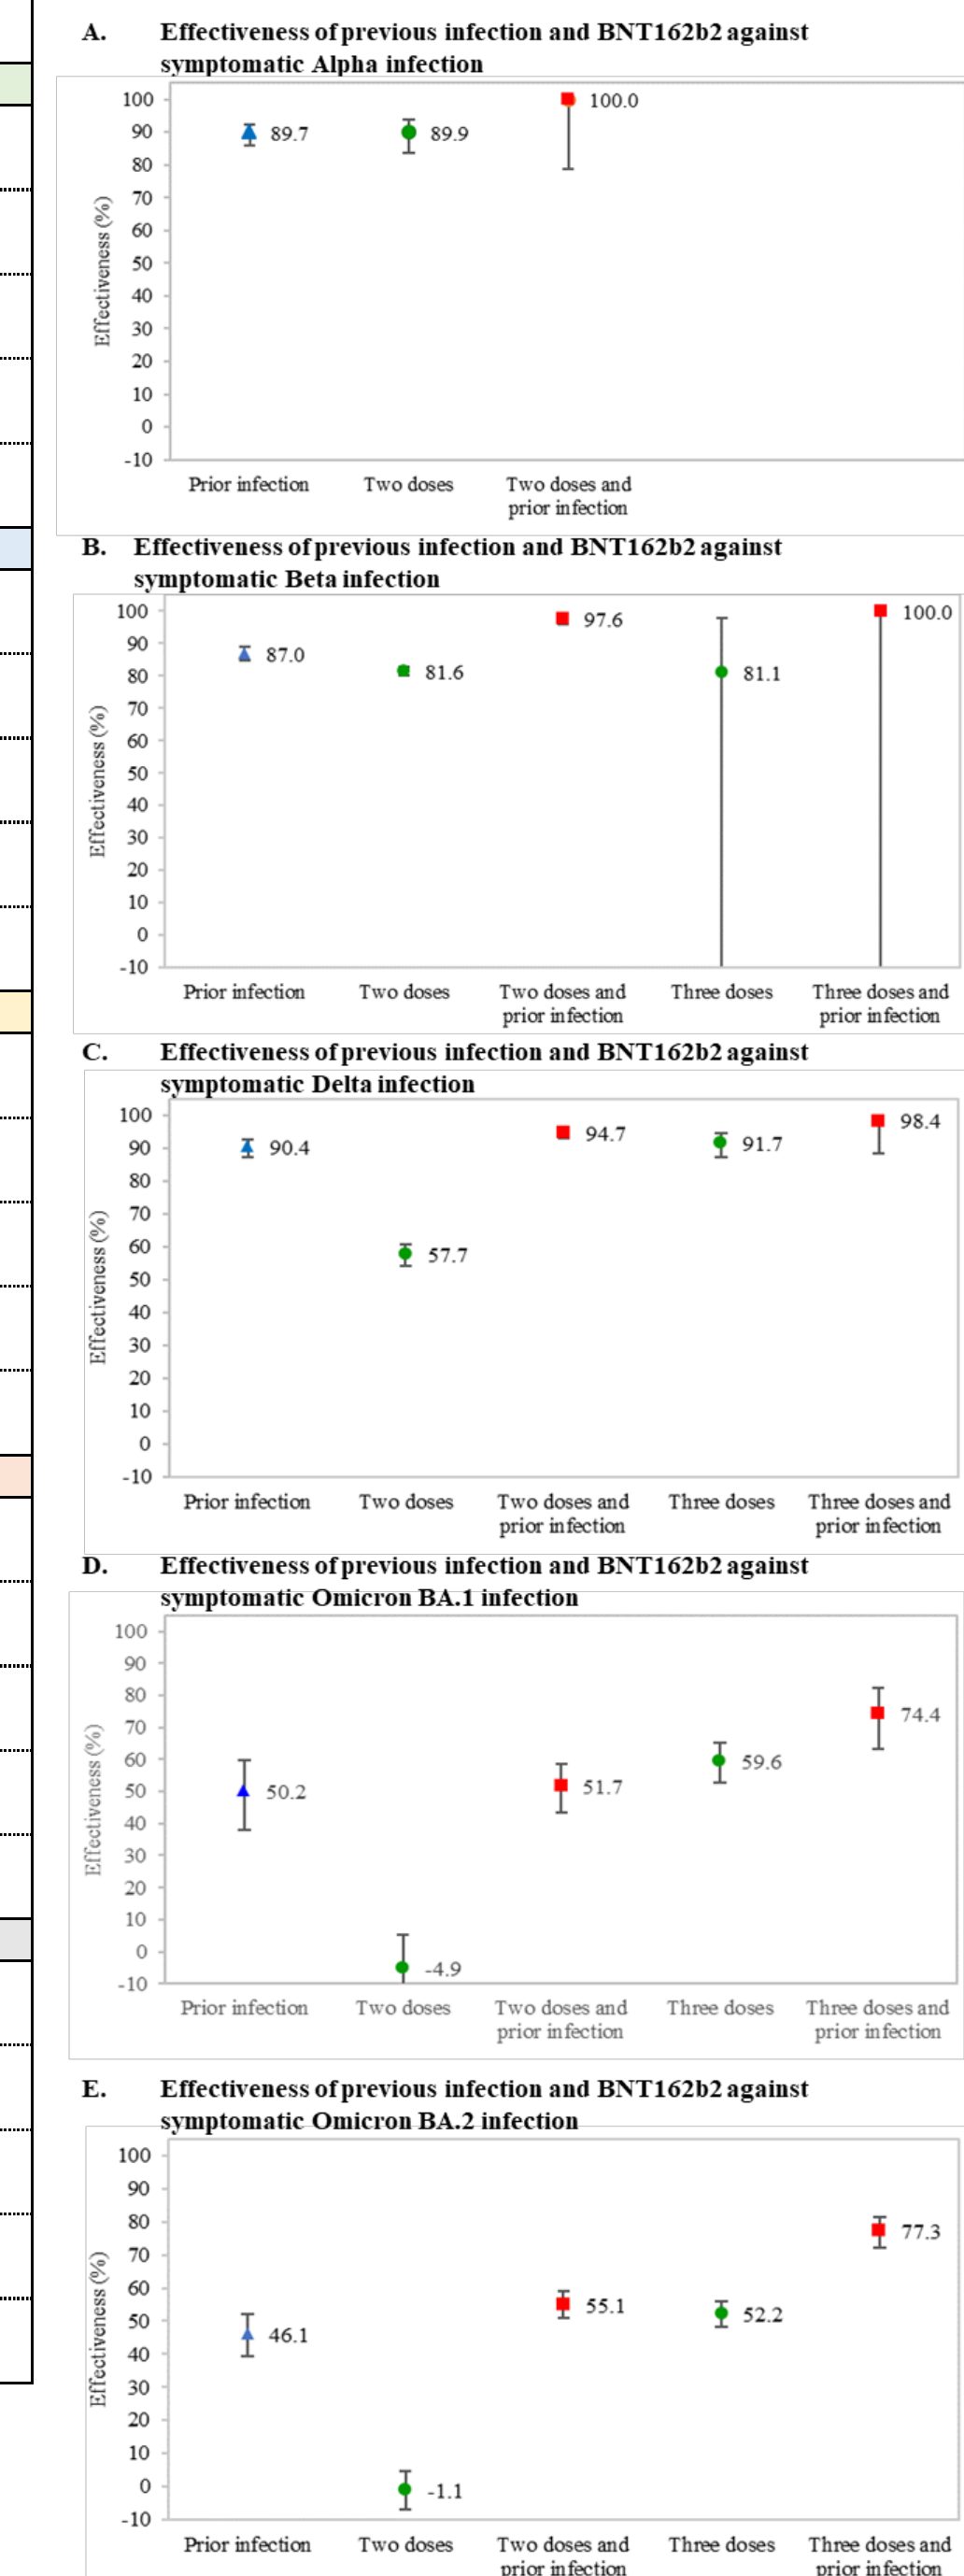 A. Effectiveness of previous infection and BNT162b2 against
symptomatic Alpha infection
100
90
80
70
60
50
40
30
20
10
0
-10
Effectiveness (%)
89.7
89.9
100.0
Prior infection
Two doses
Two doses and
prior infection
B. Effectiveness of previous infection and BNT162b2 against
symptomatic Beta infection
100
90
80
70
60
50
40
30
20
10
0
-10
Effectiveness (%)
87.0
81.6
97.6
81.1
100.0
Prior infection
Two doses
Two doses and
prior infection
Three doses
Three doses and
prior infection
C. Effectiveness of previous infection and BNT162b2 against
symptomatic Delta infection
100
90
80
70
60
50
40
30
20
10
0
-10
Effectiveness (%)
90.4
57.7
94.7
91.7
98.4
Prior infection
Two doses
Two doses and
prior infection
Three doses
Three doses and
prior infection
D. Effectiveness of previous infection and BNT162b2 against
symptomatic Omicron BA.1 infection
100
90
80
70
60
50
40
30
20
10
0
-10
Effectiveness (%)
50.2
-4.9
51.7
59.6
74.4
Prior infection
Two doses
Two doses and
prior infection
Three doses
Three doses and
prior infection
E. Effectiveness of previous infection and BNT162b2 against
symptomatic Omicron BA.2 infection
100
90
80
70
60
50
40
30
20
10
0
-10
Effectiveness (%)
46.1
-1.1
55.1
52.2
77.3
Prior infection
Two doses
Two doses and
prior infection
Three doses
Three doses and
prior infection